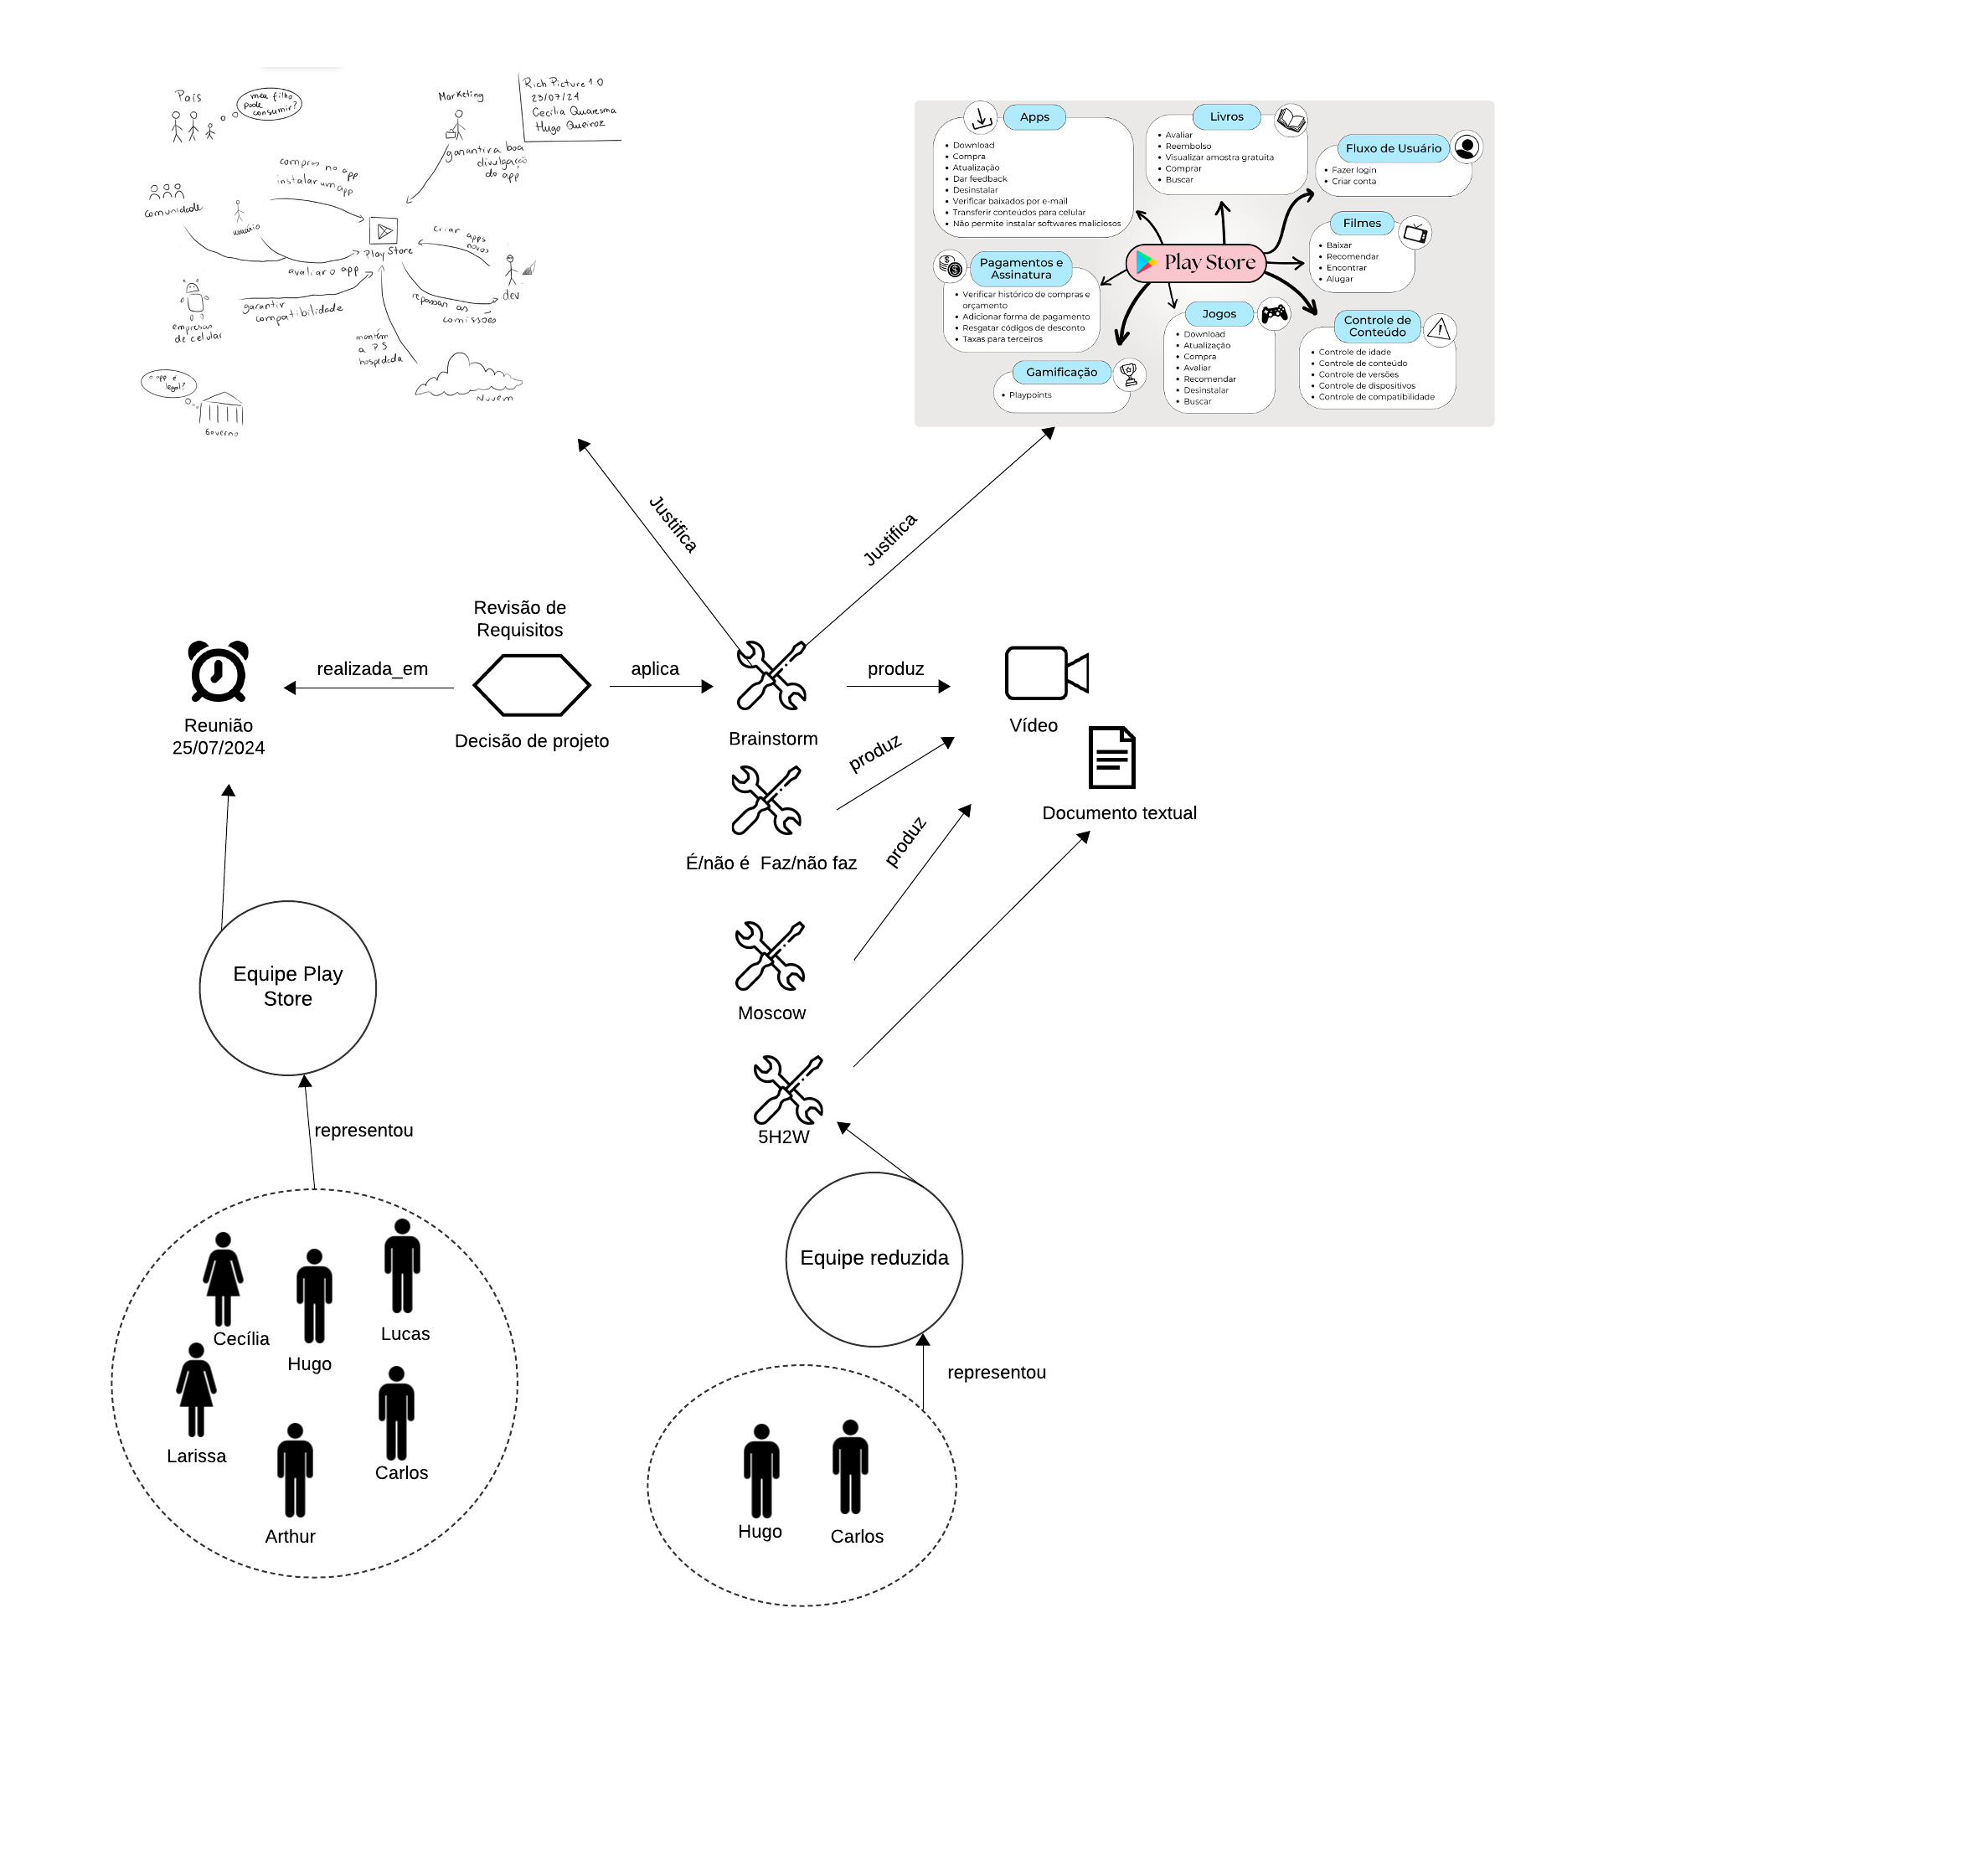 País
meu filho
pode
consumir?
Marketing
Rich Picture 1.0
23/07/24
Cecília Quaresma
Hugo Queiroz
garantir a boa
divulgação
do app
compras no app
instalar um app
comunidade
usuário
Play Store
criar apps
novos
avaliar o app
dev
repassar as
comissões
garantir
compatibilidade
empresas
de celular
mantém
a P.S
hospedada
Nuvem
o app é
legal?
Governo
Apps
Download
Compra
Atualização
Dar feedback
Desinstalar
Verificar baixados por e-mail
Transferir conteúdos para celular
Não permite instalar softwares maliciosos
Livros
Avaliar
Reembolso
Visualizar amostra gratuita
Comprar
Buscar
Fluxo de Usuário
Fazer login
Criar conta
Filmes
Baixar
Recomendar
Encontrar
Alugar
Play Store
Pagamentos e
Assinatura
Verificar histórico de compras e
orçamento
Adicionar forma de pagamento
Resgatar códigos de desconto
Taxas para terceiros
Jogos
Download
Atualização
Compra
Avaliar
Recomendar
Desinstalar
Buscar
Controle de
Conteúdo
Controle de idade
Controle de conteúdo
Controle de versões
Controle de dispositivos
Controle de compatibilidade
Gamificação
Playpoints
Justifica
Justifica
Revisão de
Requisitos
realizada_em
aplica
produz
Reunião
25/07/2024
Decisão de projeto
Brainstorm
Vídeo
produz
Documento textual
É/não é  Faz/não faz
produz
Equipe Play
Store
Moscow
5H2W
representou
Equipe reduzida
Cecília
Hugo
Lucas
representou
Larissa
Carlos
Arthur
Hugo
Carlos